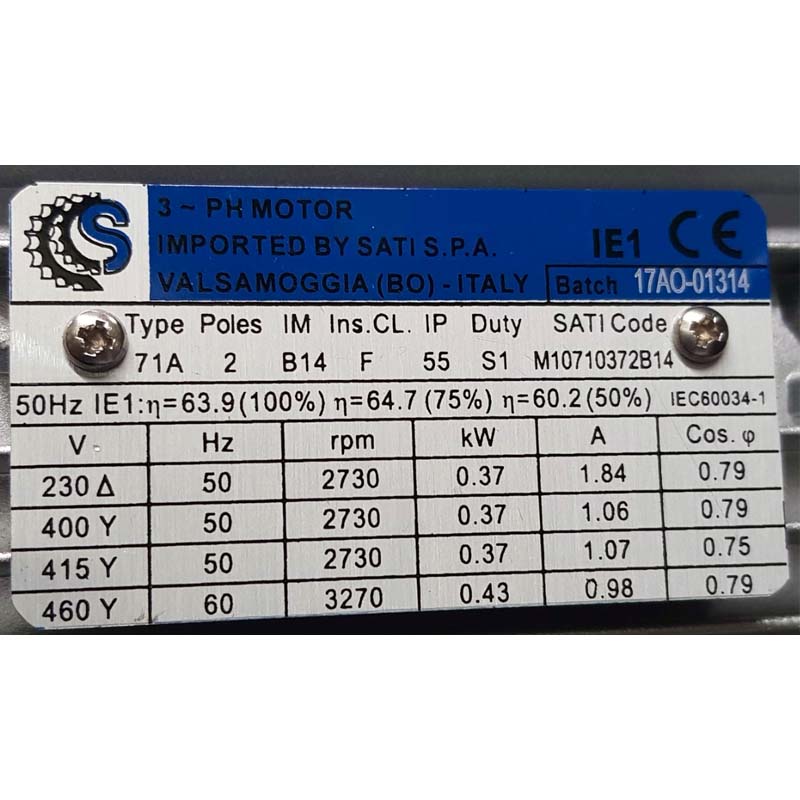 S
3 ~ PH MOTOR
IMPORTED BY SATI S.P.A. IE1 CE
VALSAMOGGIA (BO) - ITALY Batch 17AO-01314
Type Poles IM Ins.CL. IP Duty SATI Code
71A 2 B14 F 55 S1 M10710372B14
50Hz IE1:η=63.9(100%) η=64.7(75%) η=60.2(50%) IEC60034-1
V Hz rpm kW A Cos. φ
230 Δ 50 2730 0.37 1.84 0.79
400 Y 50 2730 0.37 1.06 0.79
415 Y 50 2730 0.37 1.07 0.75
460 Y 60 3270 0.43 0.98 0.79